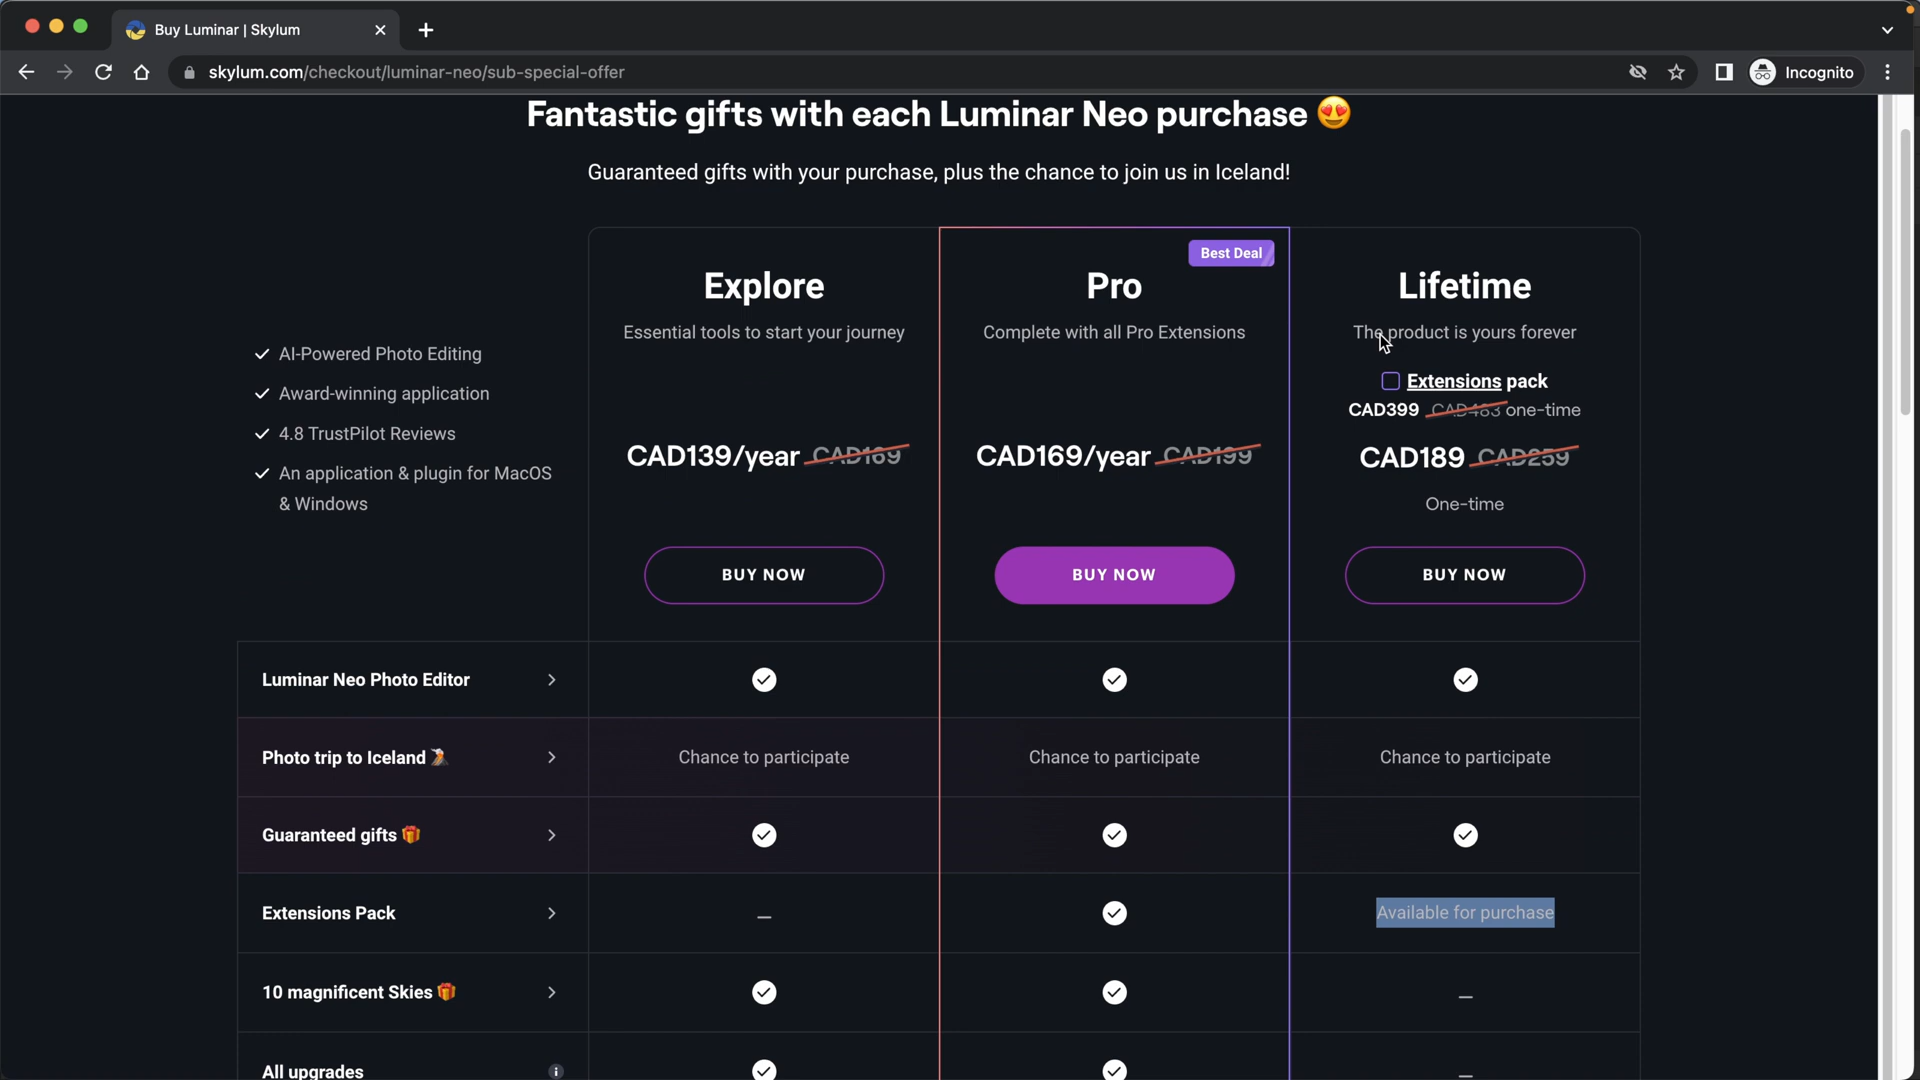 Buy Luminar | Skylum
skylum.com/checkout/luminar-neo/sub-special-offer
Incognito
Fantastic gifts with each Luminar Neo purchase 😍
Guaranteed gifts with your purchase, plus the chance to join us in Iceland!
AI-Powered Photo Editing
Award-winning application
4.8 TrustPilot Reviews
An application & plugin for MacOS
& Windows
Explore
Essential tools to start your journey
CAD139/year CAD169
BUY NOW
Best Deal
Pro
Complete with all Pro Extensions
CAD169/year CAD199
BUY NOW
Lifetime
The product is yours forever
Extensions pack
CAD399 CAD483 one-time
CAD189 CAD259
One-time
BUY NOW
Luminar Neo Photo Editor
Photo trip to Iceland
Chance to participate
Chance to participate
Chance to participate
Guaranteed gifts 🎁
Extensions Pack
–
Available for purchase
10 magnificent Skies 🎁
–
All upgrades
–